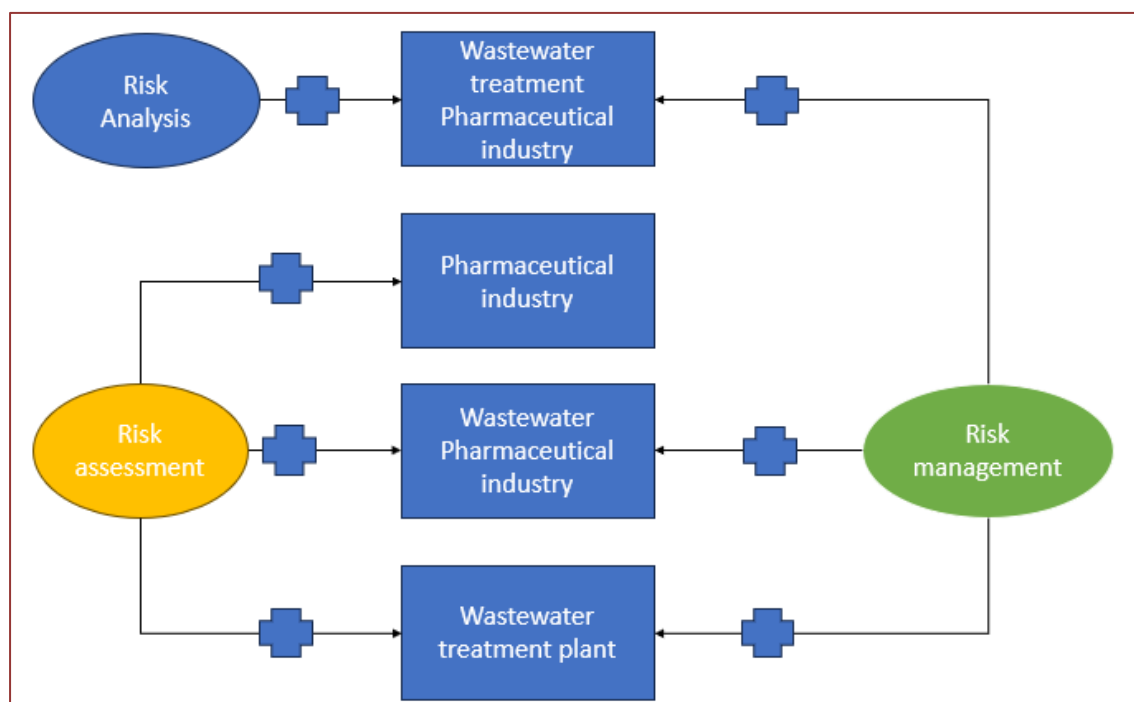 Risk
Analysis
Wastewater
treatment
Pharmaceutical
industry
Pharmaceutical
industry
Risk
assessment
Wastewater
Pharmaceutical
industry
Risk
management
Wastewater
treatment plant